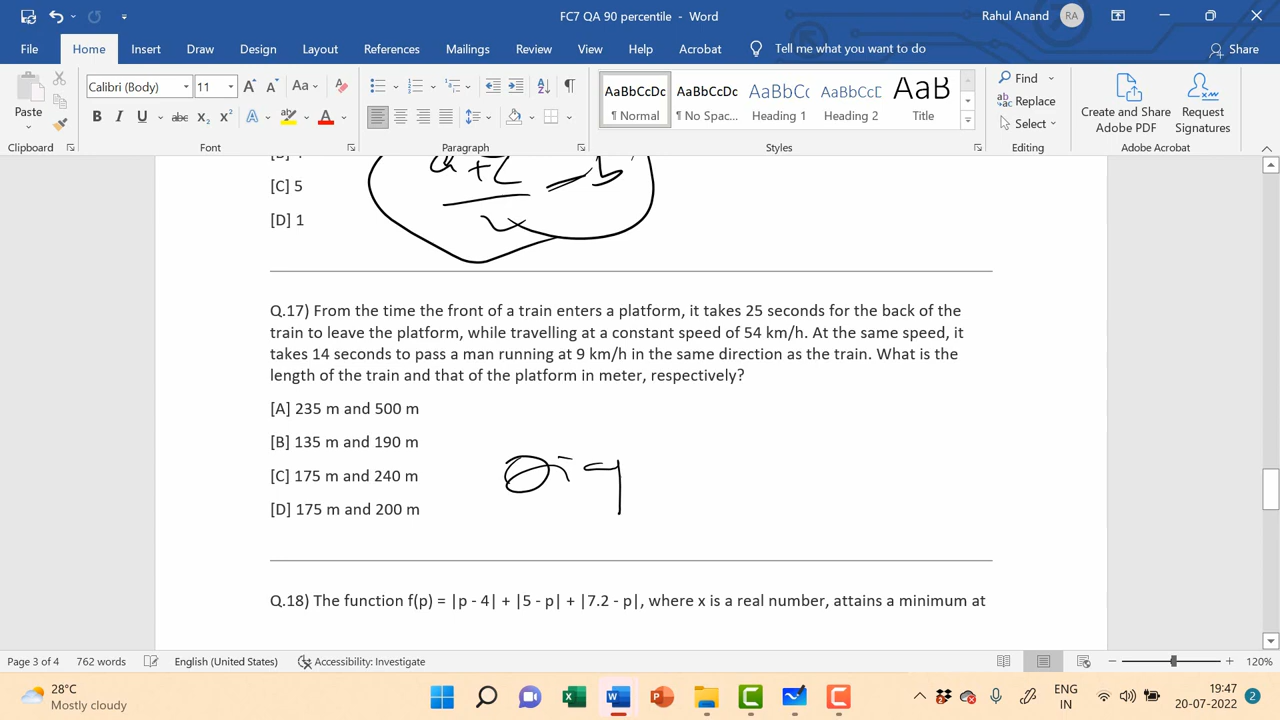 FC7 QA 90 percentile - Word
Rahul Anand RA
File Home Insert Draw Design Layout References Mailings Review View Help Acrobat Tell me what you want to do Share
Calibri (Body) 11 Aa
Paste
B I U abc x₂ x² A A
AaBbCcDc AaBbCcDc AaBbCc AaBbCcD AaB
¶ Normal ¶ No Spac... Heading 1 Heading 2 Title
Find
Replace
Select
Create and Share Adobe PDF
Request Signatures
Clipboard Font Paragraph Styles Editing Adobe Acrobat
[C] 5
[D] 1
Q.17) From the time the front of a train enters a platform, it takes 25 seconds for the back of the
train to leave the platform, while travelling at a constant speed of 54 km/h. At the same speed, it
takes 14 seconds to pass a man running at 9 km/h in the same direction as the train. What is the
length of the train and that of the platform in meter, respectively?
[A] 235 m and 500 m
[B] 135 m and 190 m
[C] 175 m and 240 m
[D] 175 m and 200 m
Q.18) The function f(p) = |p - 4| + |5 - p| + |7.2 - p|, where x is a real number, attains a minimum at
Page 3 of 4 762 words English (United States) Accessibility: Investigate 120%
28°C
Mostly cloudy
ENG
IN
19:47
20-07-2022
2